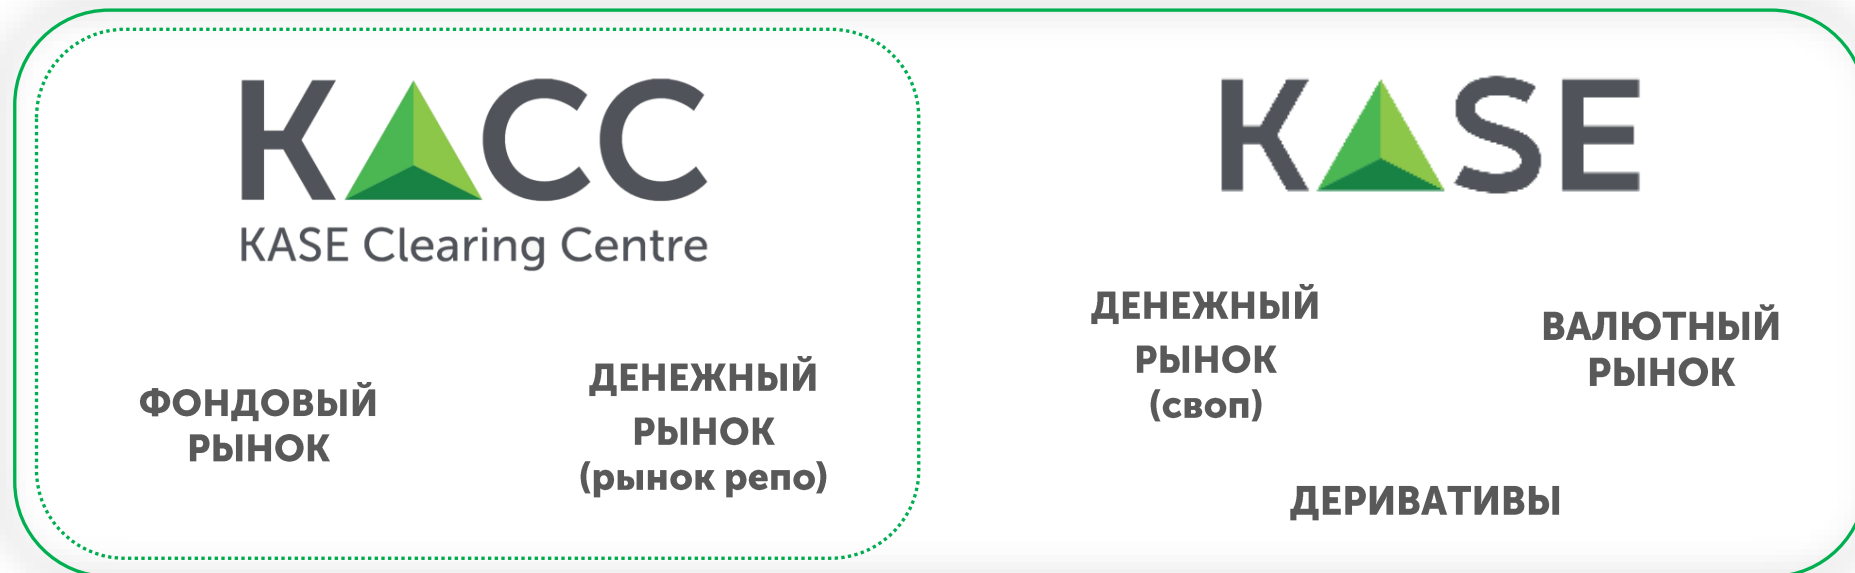 KACC
KASE Clearing Centre
ФОНДОВЫЙ
РЫНОК
ДЕНЕЖНЫЙ
РЫНОК
(рынок репо)
KASE
ДЕНЕЖНЫЙ
РЫНОК
(своп)
ВАЛЮТНЫЙ
РЫНОК
ДЕРИВАТИВЫ